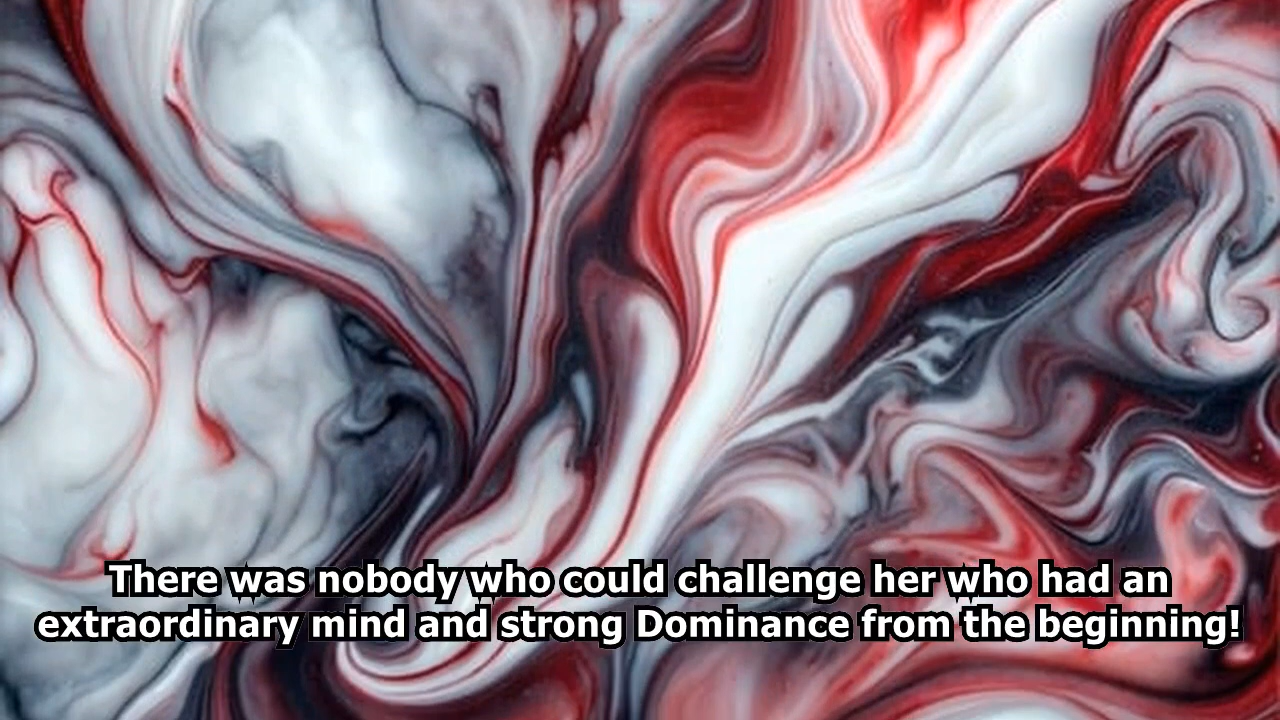 There was nobody who could challenge her who had an
extraordinary mind and strong Dominance from the beginning!